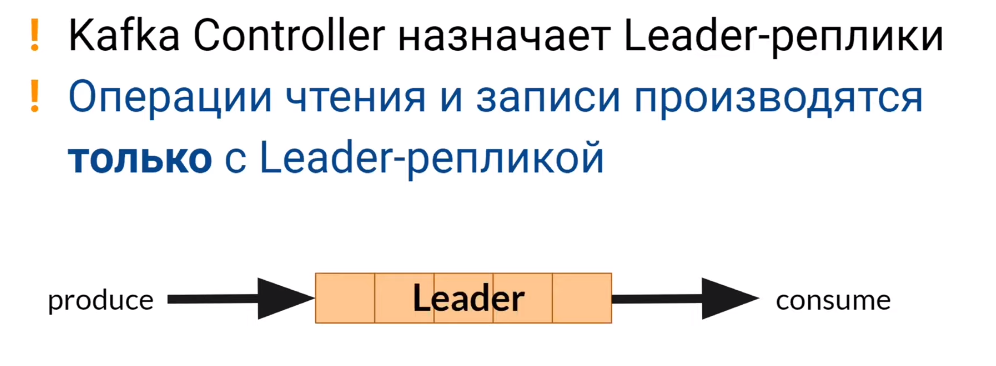 ! Kafka Controller назначает Leader-реплики
! Операции чтения и записи производятся
только с Leader-репликой
produce Leader consume